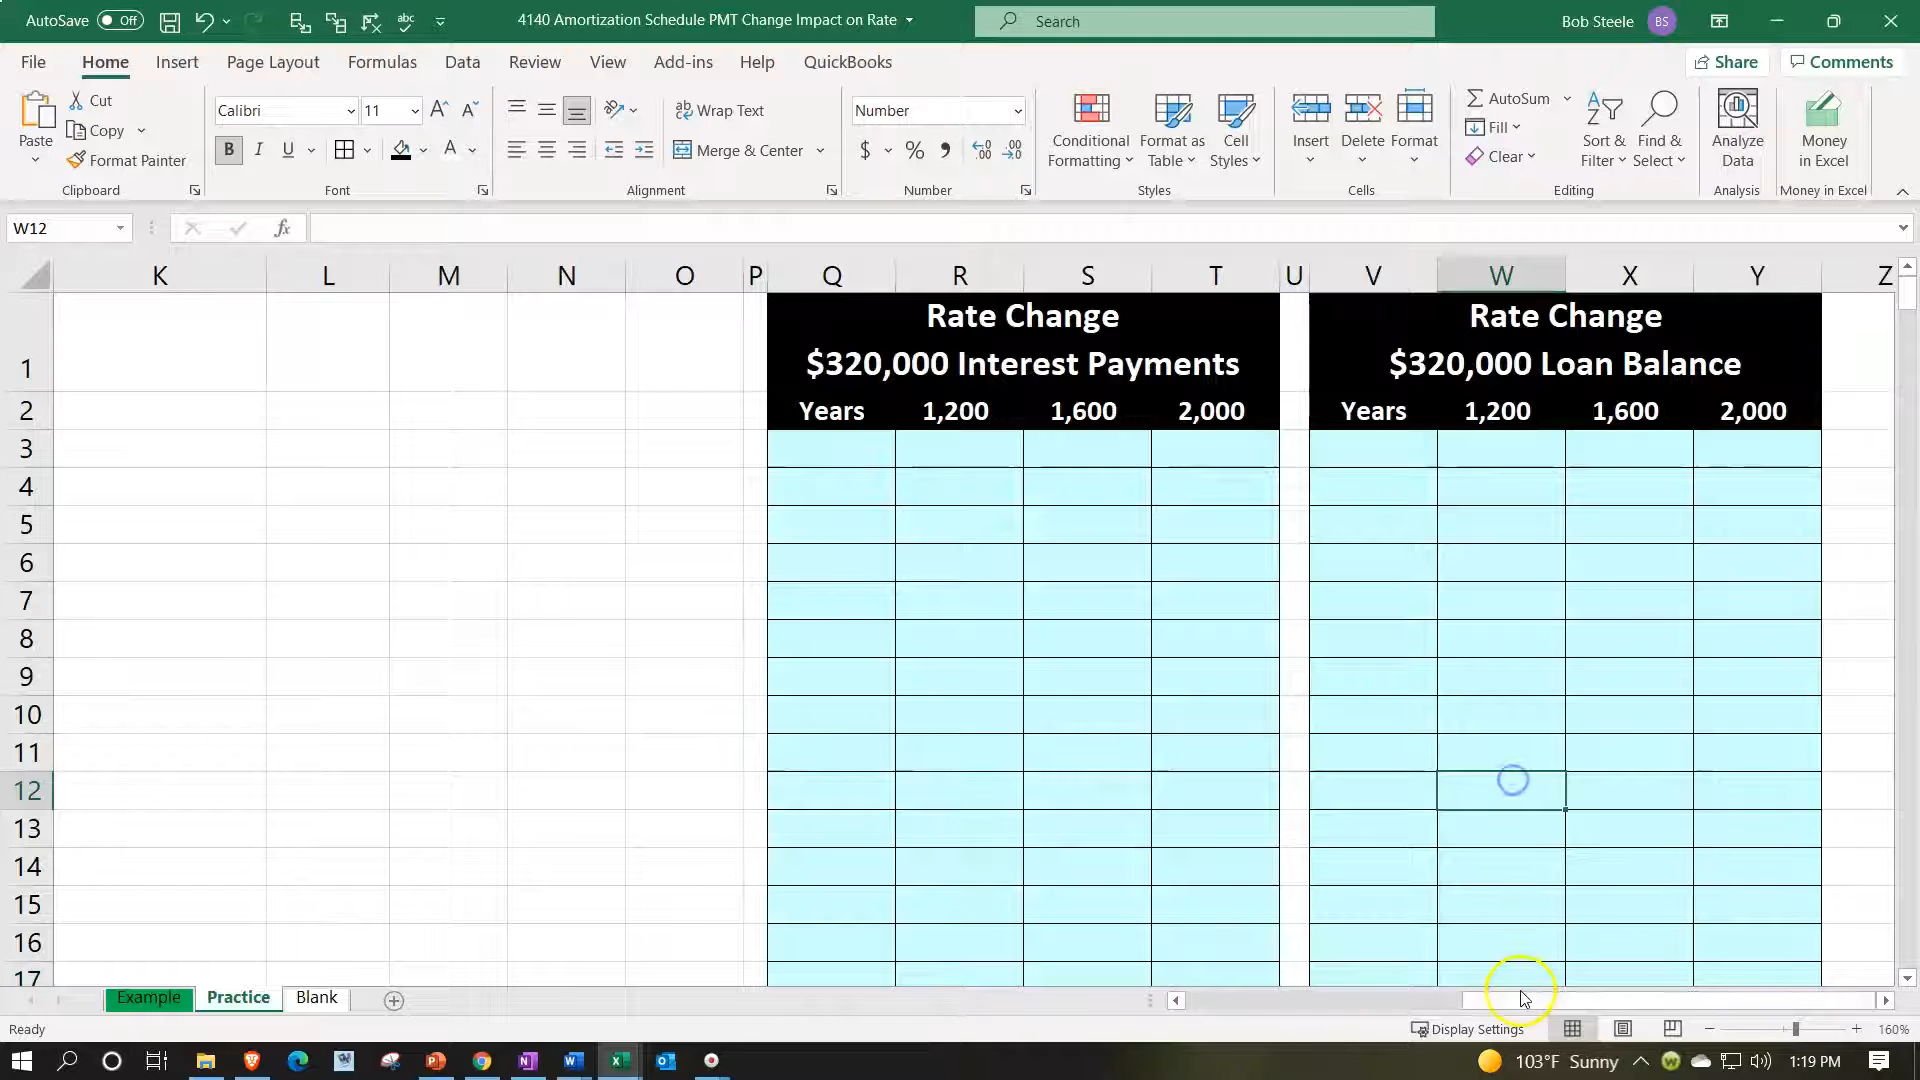 AutoSave Off abc 4140 Amortization Schedule PMT Change Impact on Rate Search Bob Steele BS
File Home Insert Page Layout Formulas Data Review View Add-ins Help QuickBooks Share Comments
Paste Cut Copy Format Painter Clipboard
Calibri 11 A A B I U A Font
ab Wrap Text Merge & Center Alignment
Number $ % , .00 Number
Conditional Formatting Format as Table Cell Styles Styles
Insert Delete Format Cells
AutoSum Fill Clear Sort & Filter Find & Select Editing
Analyze Data Analysis
Money in Excel Money in Excel
W12 fx
K L M N O P Q R S T U V W X Y Z
Rate Change Rate Change
1 $320,000 Interest Payments $320,000 Loan Balance
2 Years 1,200 1,600 2,000 Years 1,200 1,600 2,000
3
4
5
6
7
8
9
10
11
12
13
14
15
16
17
Example Practice Blank
Ready Display Settings 160%
103°F Sunny 1:19 PM